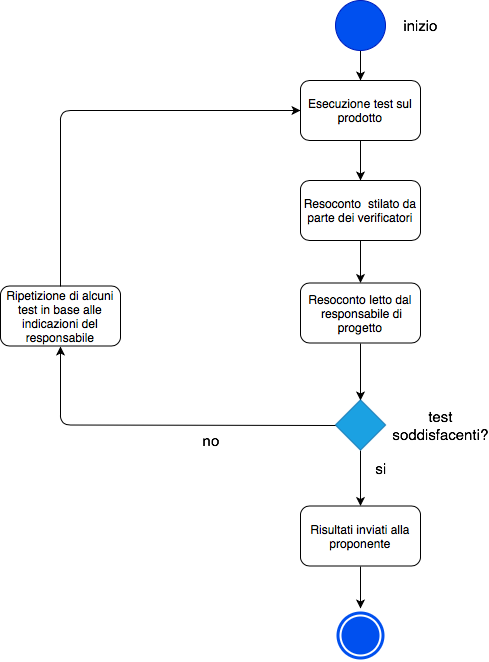 inizio
Esecuzione test sul
prodotto
Resoconto stilato da
parte dei verificatori
Resoconto letto dal
responsabile di
progetto
Ripetizione di alcuni
test in base alle
indicazioni del
responsabile
test
soddisfacenti?
no
si
Risultati inviati alla
proponente